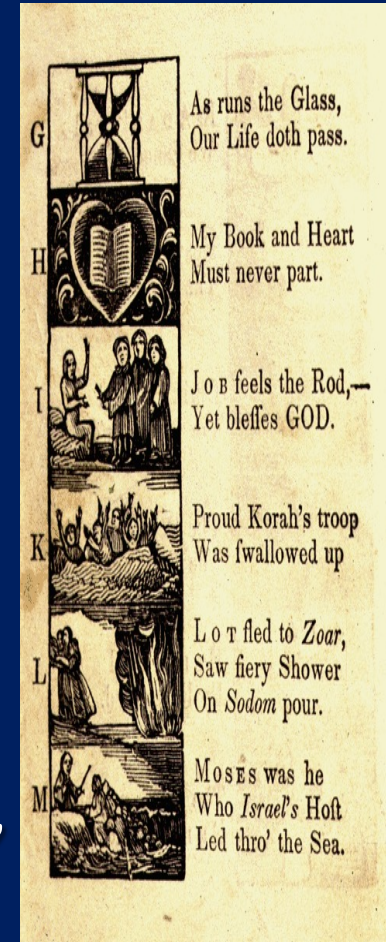 G
As runs the Glass,
Our Life doth pass.
H
My Book and Heart
Must never part.
I
JOB feels the Rod,—
Yet bleſſes GOD.
K
Proud Korah's troop
Was ſwallowed up
L
LOT fled to Zoar,
Saw fiery Shower
On Sodom pour.
M
MOSES was he
Who Israel's Hoſt
Led thro' the Sea.